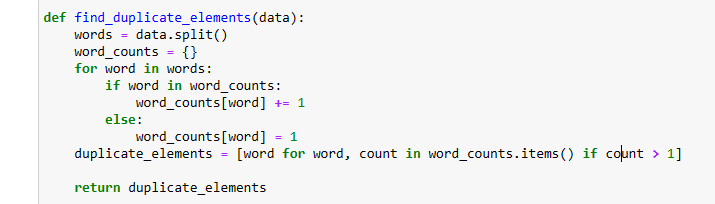 def find_duplicate_elements(data):
    words = data.split()
    word_counts = {}
    for word in words:
        if word in word_counts:
            word_counts[word] += 1
        else:
            word_counts[word] = 1
    duplicate_elements = [word for word, count in word_counts.items() if count > 1]
    return duplicate_elements